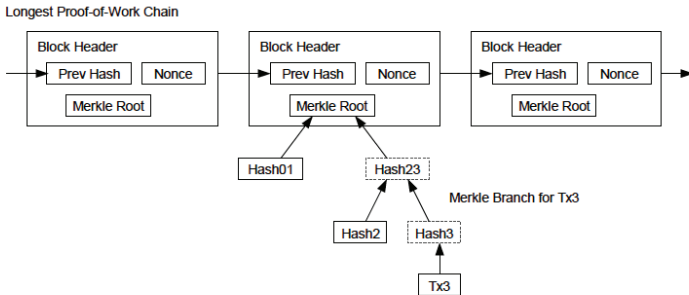 Longest Proof-of-Work Chain
Block Header Block Header Block Header
Prev Hash Nonce Prev Hash Nonce Prev Hash Nonce
Merkle Root Merkle Root Merkle Root
Hash01 Hash23
Merkle Branch for Tx3
Hash2 Hash3
Tx3